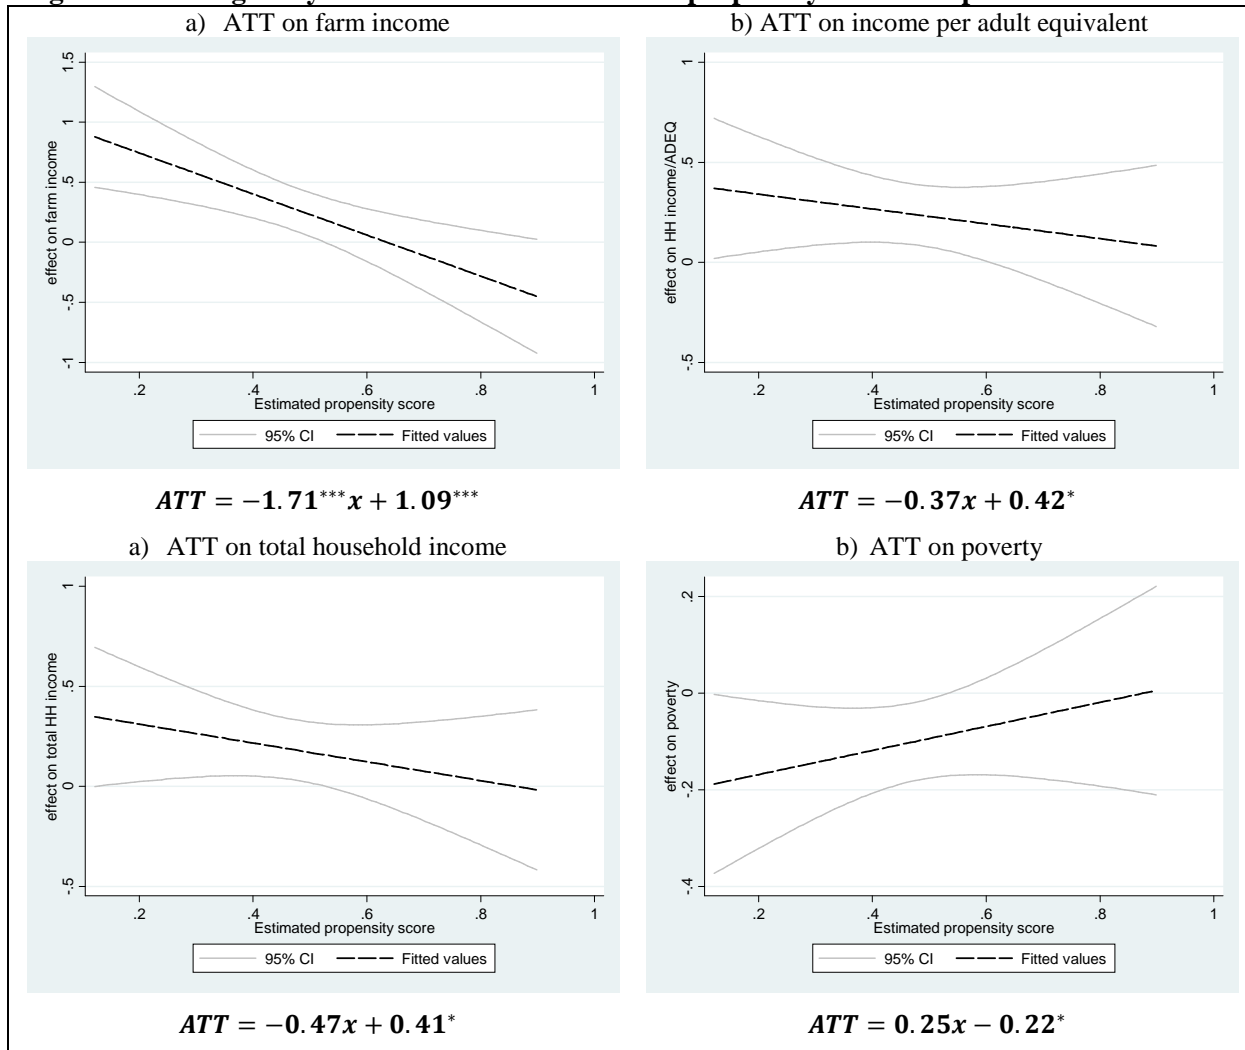 a) ATT on farm income
effect on farm income
1.5
1
.5
0
-.5
-1
.2 .4 .6 .8 1
Estimated propensity score
95% CI Fitted values
ATT = −1.71***x + 1.09***
b) ATT on income per adult equivalent
effect on HH income/ADEQ
1
.5
0
-.5
.2 .4 .6 .8 1
Estimated propensity score
95% CI Fitted values
ATT = −0.37x + 0.42*
a) ATT on total household income
effect on total HH income
1
.5
0
-.5
.2 .4 .6 .8 1
Estimated propensity score
95% CI Fitted values
ATT = −0.47x + 0.41*
b) ATT on poverty
effect on poverty
.2
0
-.2
-.4
.2 .4 .6 .8 1
Estimated propensity score
95% CI Fitted values
ATT = 0.25x − 0.22*